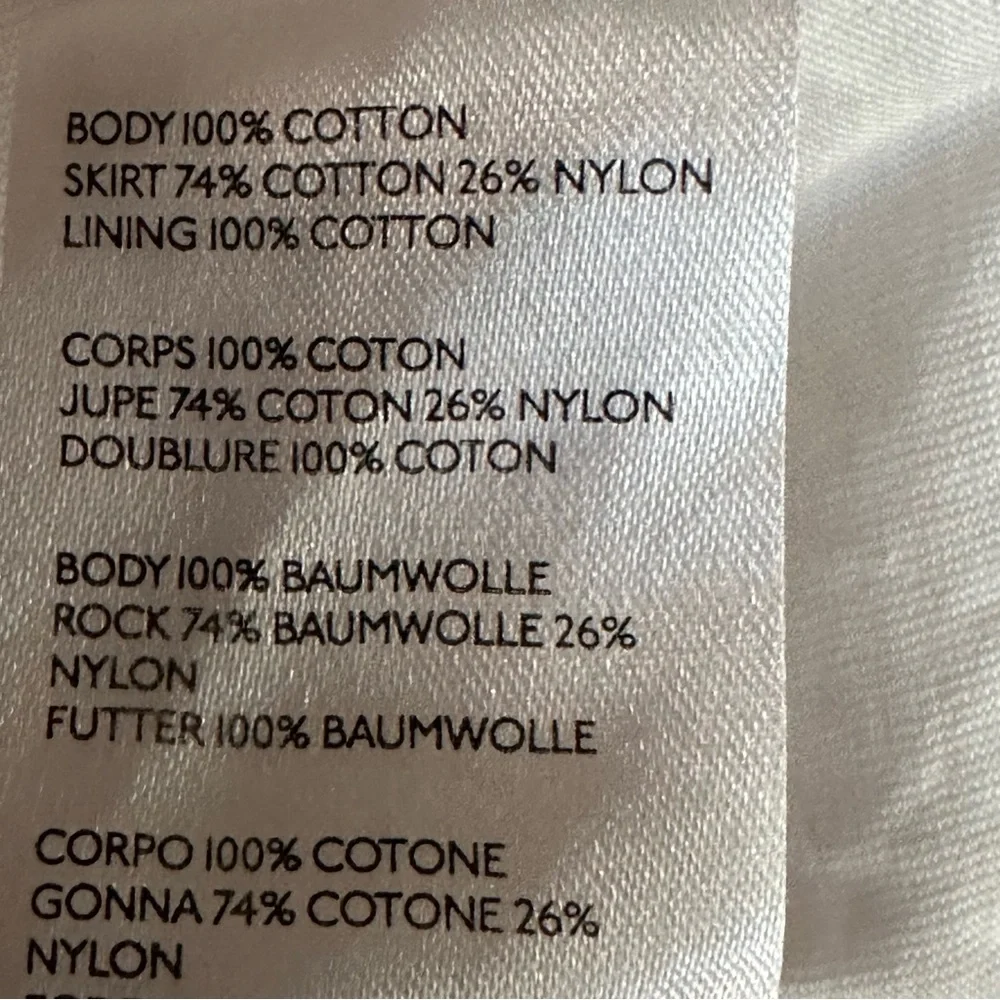 BODY 100% COTTON
SKIRT 74% COTTON 26% NYLON
LINING 100% COTTON
CORPS 100% COTON
JUPE 74% COTON 26% NYLON
DOUBLURE 100% COTON
BODY 100% BAUMWOLLE
ROCK 74% BAUMWOLLE 26%
NYLON
FUTTER 100% BAUMWOLLE
CORPO 100% COTONE
GONNA 74% COTONE 26%
NYLON